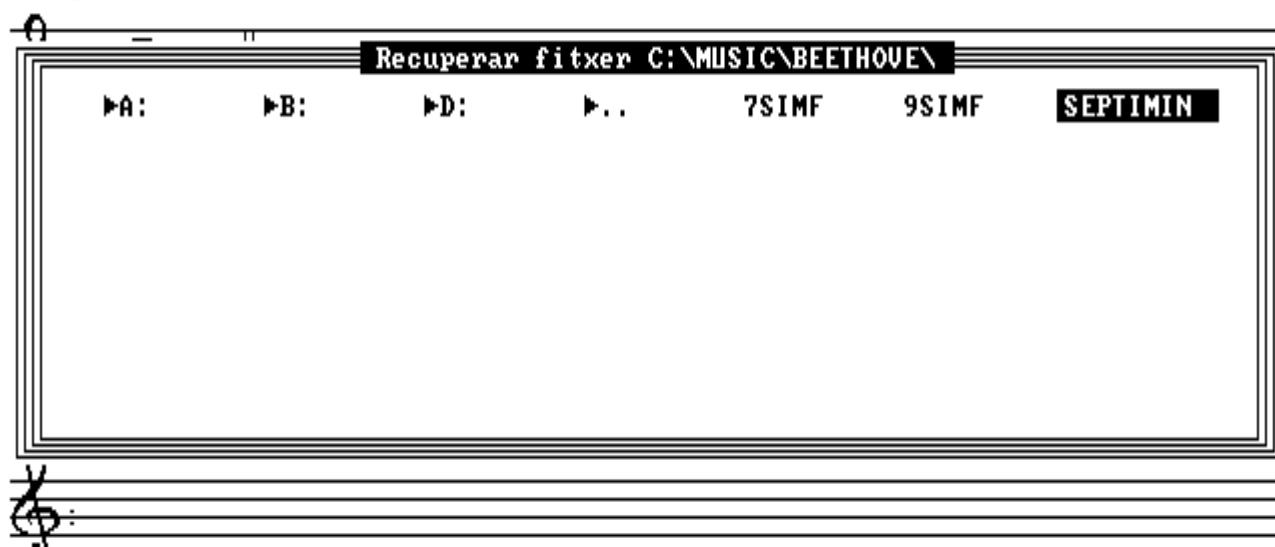 Recuperar fitxer C:\MUSIC\BEETHOVE\
►A: ►B: ►D: ►.. 7SIMF 9SIMF SEPTIMIN